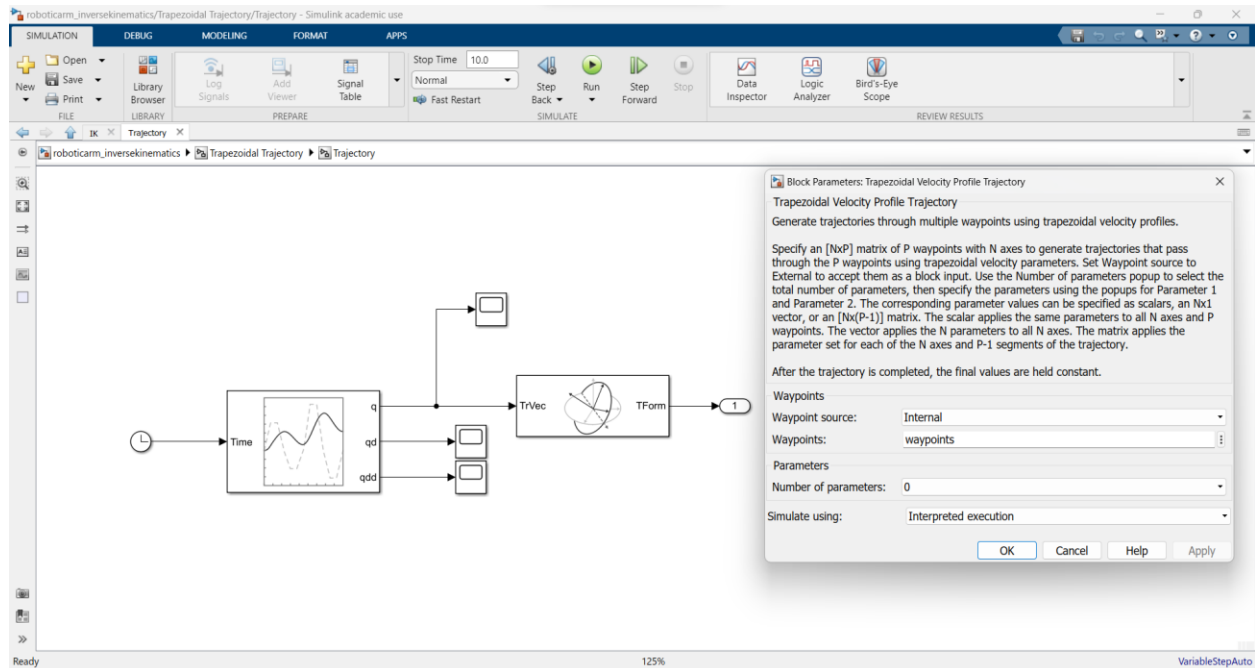 roboticarm_inversekinematics/Trapezoidal Trajectory/Trajectory - Simulink academic use
SIMULATION DEBUG MODELING FORMAT APPS
New
Open
Save
Print
FILE
Library Browser
LIBRARY
Log Signals
Add Viewer
Signal Table
PREPARE
Stop Time 10.0
Normal
Fast Restart
Step Back
Run
Step Forward
Stop
SIMULATE
Data Inspector
Logic Analyzer
Bird's-Eye Scope
REVIEW RESULTS
IK Trajectory
roboticarm_inversekinematics Trapezoidal Trajectory Trajectory
Time
q
qd
qdd
TrVec
TForm
1
Block Parameters: Trapezoidal Velocity Profile Trajectory
Trapezoidal Velocity Profile Trajectory
Generate trajectories through multiple waypoints using trapezoidal velocity profiles.
Specify an [NxP] matrix of P waypoints with N axes to generate trajectories that pass
through the P waypoints using trapezoidal velocity parameters. Set Waypoint source to
External to accept them as a block input. Use the Number of parameters popup to select the
total number of parameters, then specify the parameters using the popups for Parameter 1
and Parameter 2. The corresponding parameter values can be specified as scalars, an Nx1
vector, or an [Nx(P-1)] matrix. The scalar applies the same parameters to all N axes and P
waypoints. The vector applies the N parameters to all N axes. The matrix applies the
parameter set for each of the N axes and P-1 segments of the trajectory.
After the trajectory is completed, the final values are held constant.
Waypoints
Waypoint source: Internal
Waypoints: waypoints
Parameters
Number of parameters: 0
Simulate using: Interpreted execution
OK Cancel Help Apply
Ready 125% VariableStepAuto